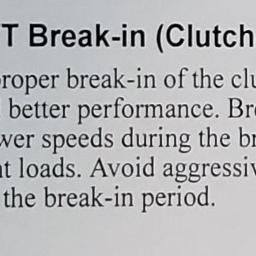 T Break-in (Clutch
roper break-in of the clu
better performance. Bre
wer speeds during the br
t loads. Avoid aggressiv
the break-in period.